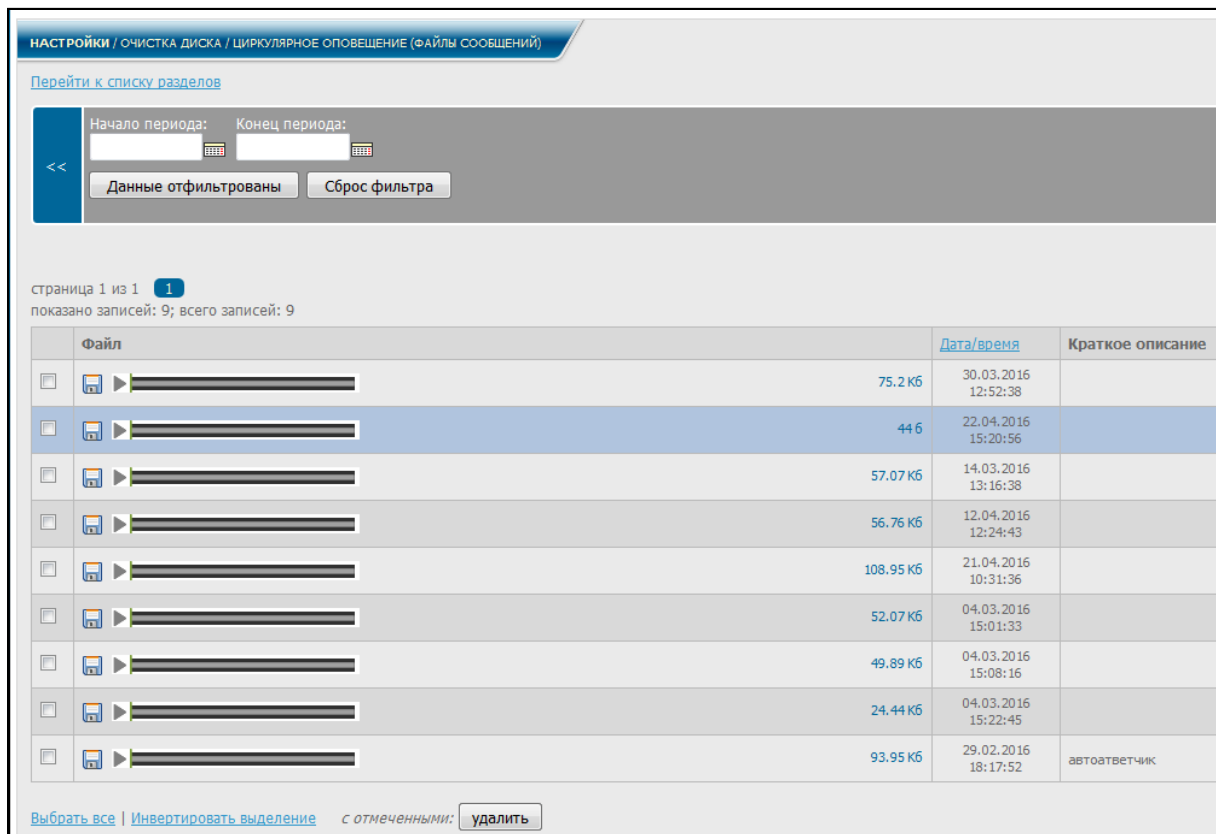 НАСТРОЙКИ / ОЧИСТКА ДИСКА / ЦИРКУЛЯРНОЕ ОПОВЕЩЕНИЕ (ФАЙЛЫ СООБЩЕНИЙ)
Перейти к списку разделов
Начало периода: Конец периода:
<<
Данные отфильтрованы Сброс фильтра
страница 1 из 1 1
показано записей: 9; всего записей: 9
Файл Дата/время Краткое описание
75.2 Кб 30.03.2016
12:52:38
44 б 22.04.2016
15:20:56
57.07 Кб 14.03.2016
13:16:38
56.76 Кб 12.04.2016
12:24:43
108.95 Кб 21.04.2016
10:31:36
52.07 Кб 04.03.2016
15:01:33
49.89 Кб 04.03.2016
15:08:16
24.44 Кб 04.03.2016
15:22:45
93.95 Кб 29.02.2016
18:17:52 автоатветчик
Выбрать все | Инвертировать выделение с отмеченными: удалить